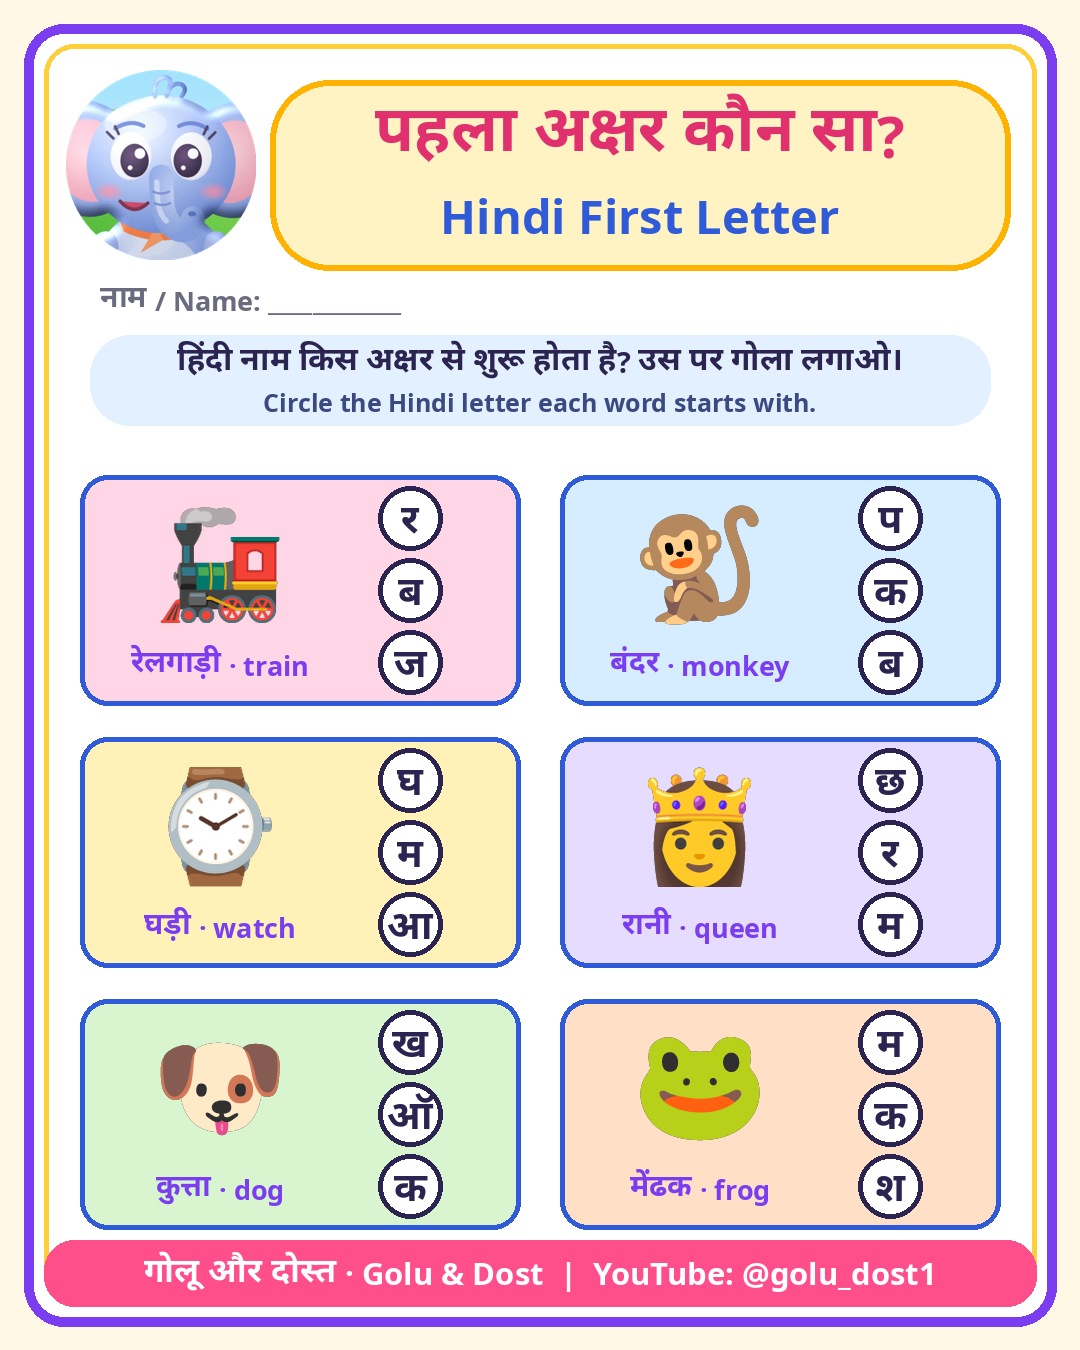 पहला अक्षर कौन सा?
Hindi First Letter
नाम / Name: ____________
हिंदी नाम किस अक्षर से शुरू होता है? उस पर गोला लगाओ।
Circle the Hindi letter each word starts with.
र
ब
ज
रेलगाड़ी · train
प
क
ब
बंदर · monkey
घ
म
आ
घड़ी · watch
छ
र
म
रानी · queen
ख
ऑ
क
कुत्ता · dog
म
क
श
मेंढक · frog
गोलू और दोस्त · Golu & Dost | YouTube: @golu_dost1